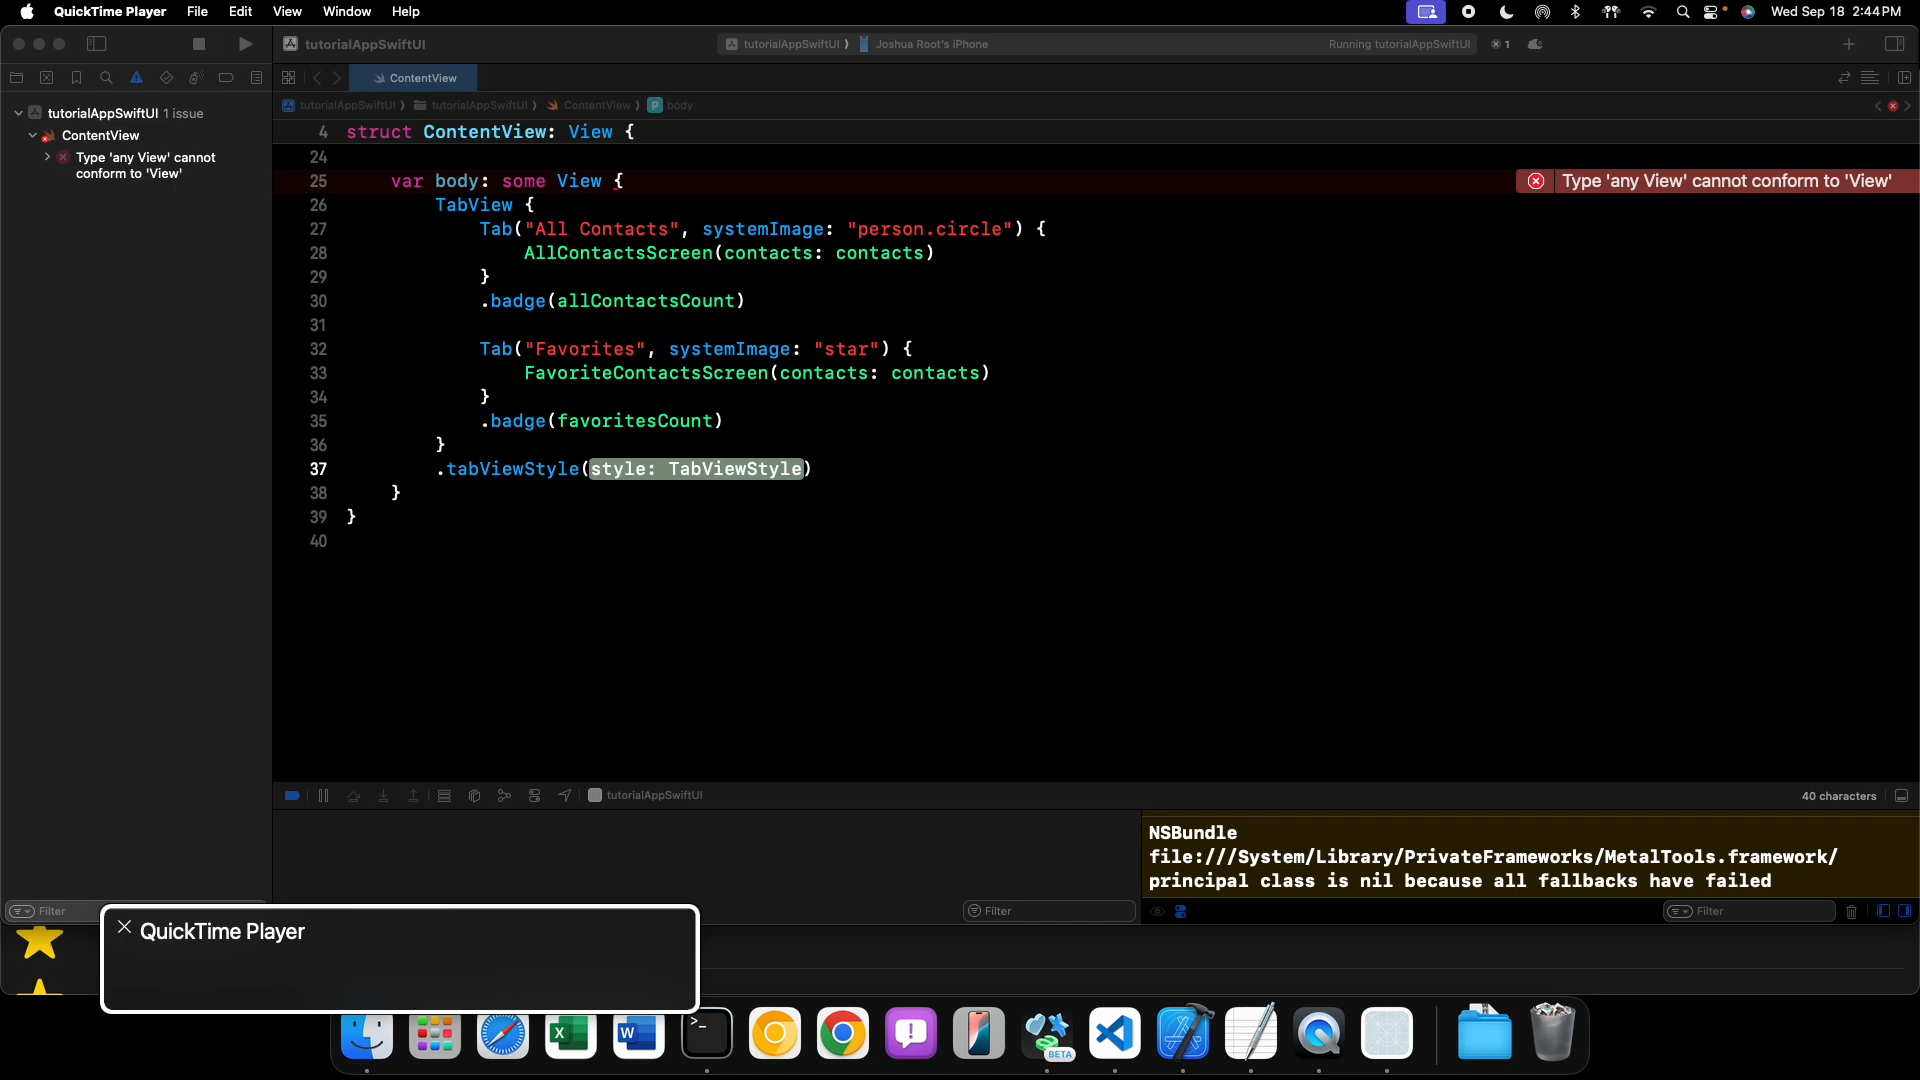 QuickTime Player File Edit View Window Help Wed Sep 18 2:44 PM
tutorialAppSwiftUI tutorialAppSwiftUI ⟩ Joshua Root's iPhone Running tutorialAppSwiftUI 1
ContentView
tutorialAppSwiftUI ⟩ tutorialAppSwiftUI ⟩ ContentView ⟩ P body
tutorialAppSwiftUI 1 issue
ContentView
Type 'any View' cannot
conform to 'View'
4 struct ContentView: View {
24
25 var body: some View { Type 'any View' cannot conform to 'View'
26 TabView {
27 Tab("All Contacts", systemImage: "person.circle") {
28 AllContactsScreen(contacts: contacts)
29 }
30 .badge(allContactsCount)
31
32 Tab("Favorites", systemImage: "star") {
33 FavoriteContactsScreen(contacts: contacts)
34 }
35 .badge(favoritesCount)
36 }
37 .tabViewStyle(style: TabViewStyle)
38 }
39 }
40
tutorialAppSwiftUI 40 characters
NSBundle
file:///System/Library/PrivateFrameworks/MetalTools.framework/
principal class is nil because all fallbacks have failed
Filter Filter Filter
QuickTime Player
X W >_ BETA